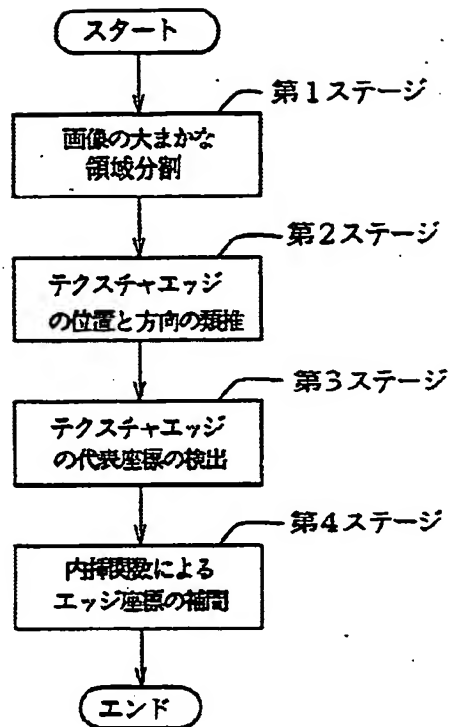 スタート
第1ステージ
画像の大まかな
領域分割
第2ステージ
テクスチャエッジ
の位置と方向の類推
第3ステージ
テクスチャエッジ
の代表座標の検出
第4ステージ
内挿関数による
エッジ座標の補間
エンド